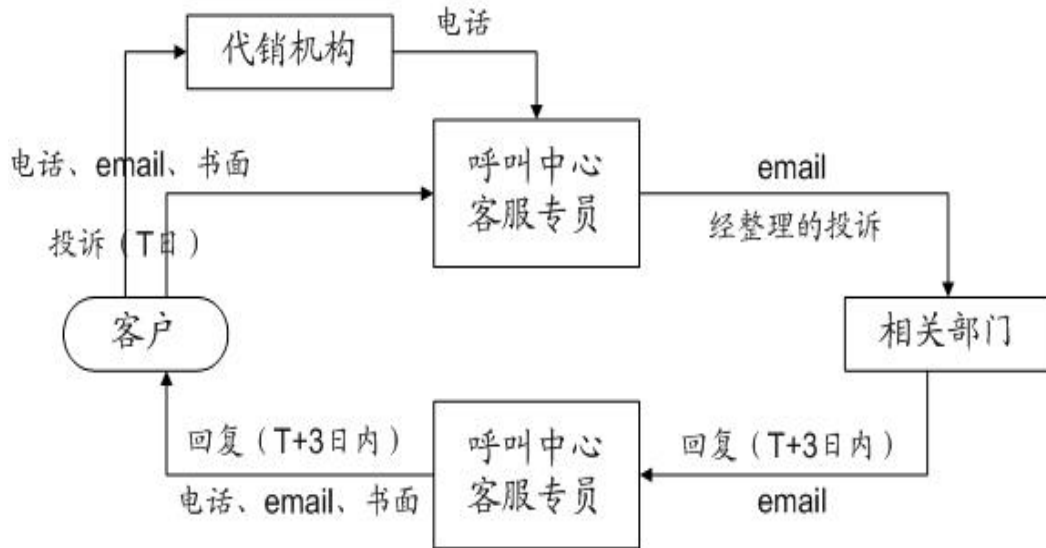 电话
代销机构
呼叫中心
客服专员
电话、email、书面
email
投诉（T日）
经整理的投诉
客户
相关部门
回复（T+3日内）
呼叫中心
客服专员
回复（T+3日内）
电话、email、书面
email